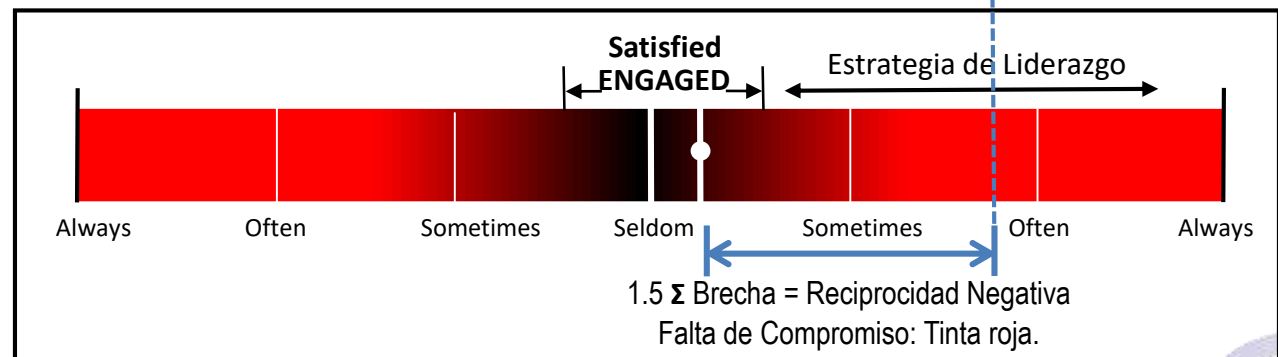 Satisfied
ENGAGED
Estrategia de Liderazgo
Always Often Sometimes Seldom Sometimes Often Always
1.5 Σ Brecha = Reciprocidad Negativa
Falta de Compromiso: Tinta roja.